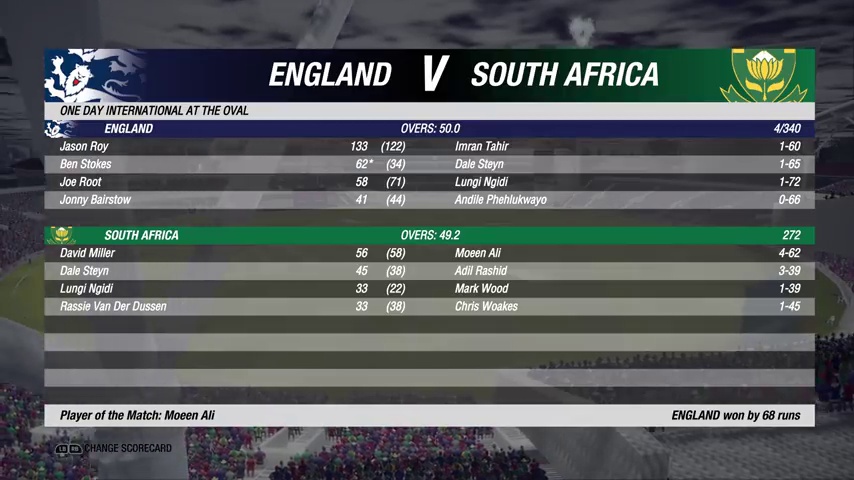 ENGLAND V SOUTH AFRICA
ONE DAY INTERNATIONAL AT THE OVAL
ENGLAND OVERS: 50.0 4/340
Jason Roy 133 (122) Imran Tahir 1-60
Ben Stokes 62* (34) Dale Steyn 1-65
Joe Root 58 (71) Lungi Ngidi 1-72
Jonny Bairstow 41 (44) Andile Phehlukwayo 0-66
SOUTH AFRICA OVERS: 49.2 272
David Miller 56 (58) Moeen Ali 4-62
Dale Steyn 45 (38) Adil Rashid 3-39
Lungi Ngidi 33 (22) Mark Wood 1-39
Rassie Van Der Dussen 33 (38) Chris Woakes 1-45
Player of the Match: Moeen Ali ENGLAND won by 68 runs
CHANGE SCORECARD